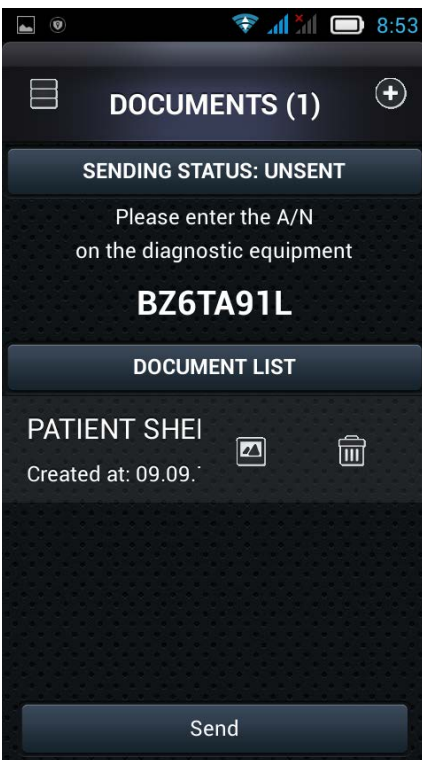 8:53
DOCUMENTS (1)
SENDING STATUS: UNSENT
Please enter the A/N
on the diagnostic equipment
BZ6TA91L
DOCUMENT LIST
PATIENT
Created at: 09.09.
Send